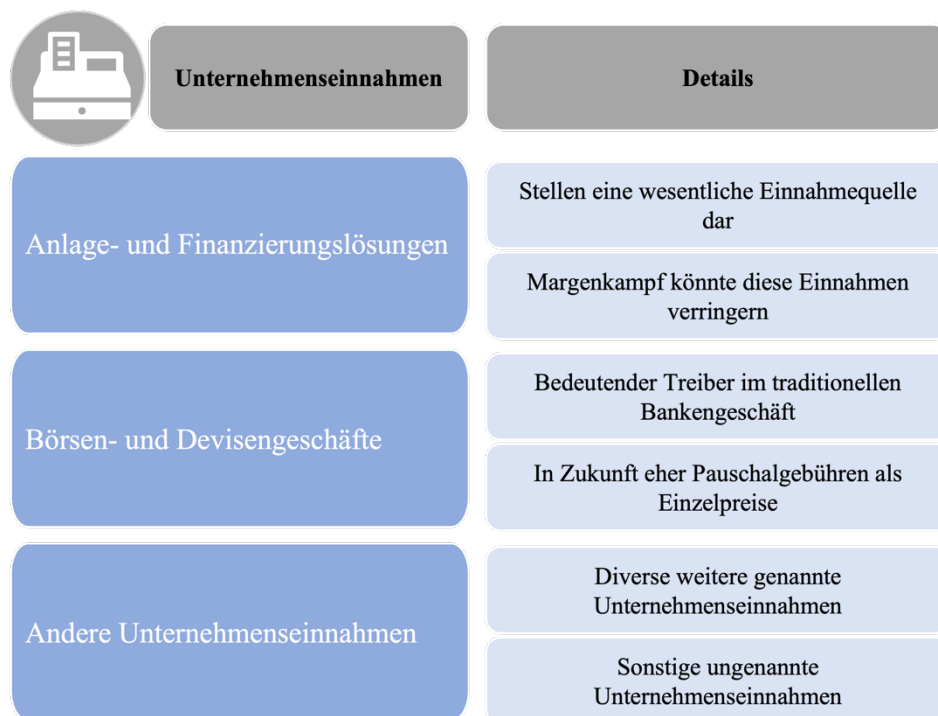 Unternehmenseinnahmen
Details
Anlage- und Finanzierungslösungen
Stellen eine wesentliche Einnahmequelle
dar
Margenkampf könnte diese Einnahmen
verringern
Börsen- und Devisengeschäfte
Bedeutender Treiber im traditionellen
Bankengeschäft
In Zukunft eher Pauschalgebühren als
Einzelpreise
Andere Unternehmenseinnahmen
Diverse weitere genannte
Unternehmenseinnahmen
Sonstige ungenannte
Unternehmenseinnahmen